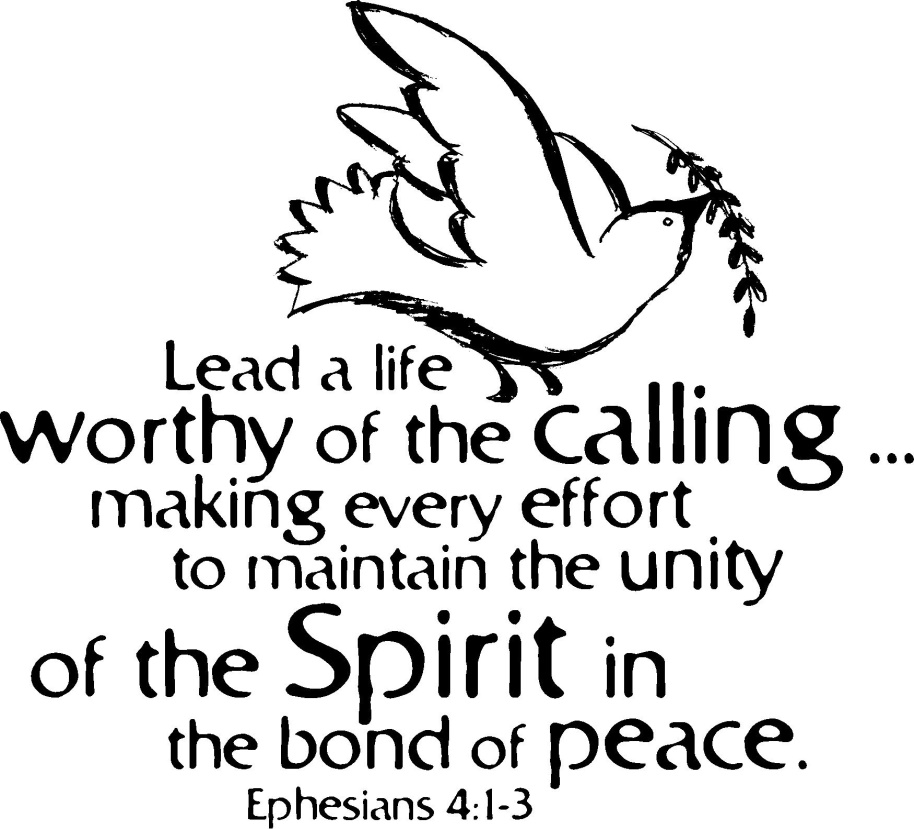 Lead a life
worthy of the calling ...
making every effort
to maintain the unity
of the Spirit in
the bond of peace.
Ephesians 4:1-3